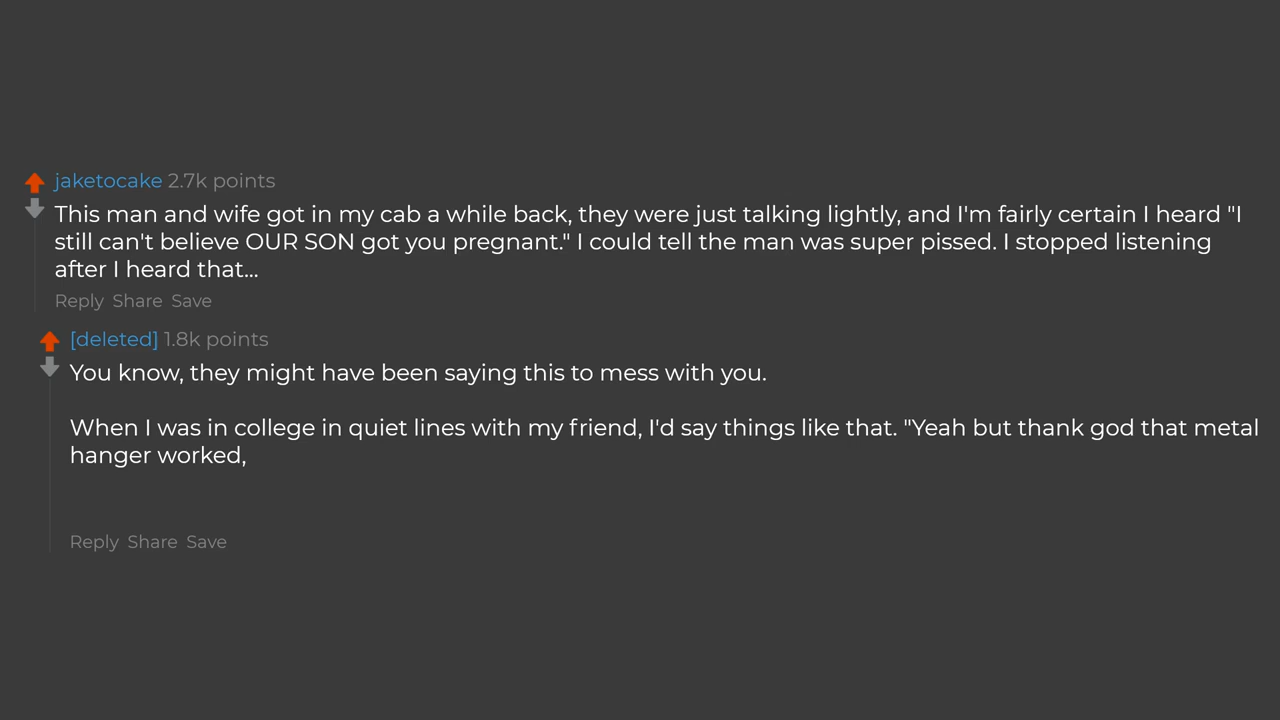 jaketocake 2.7k points
This man and wife got in my cab a while back, they were just talking lightly, and I'm fairly certain I heard "I
still can't believe OUR SON got you pregnant." I could tell the man was super pissed. I stopped listening
after I heard that...
Reply Share Save
[deleted] 1.8k points
You know, they might have been saying this to mess with you.
When I was in college in quiet lines with my friend, I'd say things like that. "Yeah but thank god that metal
hanger worked,
Reply Share Save